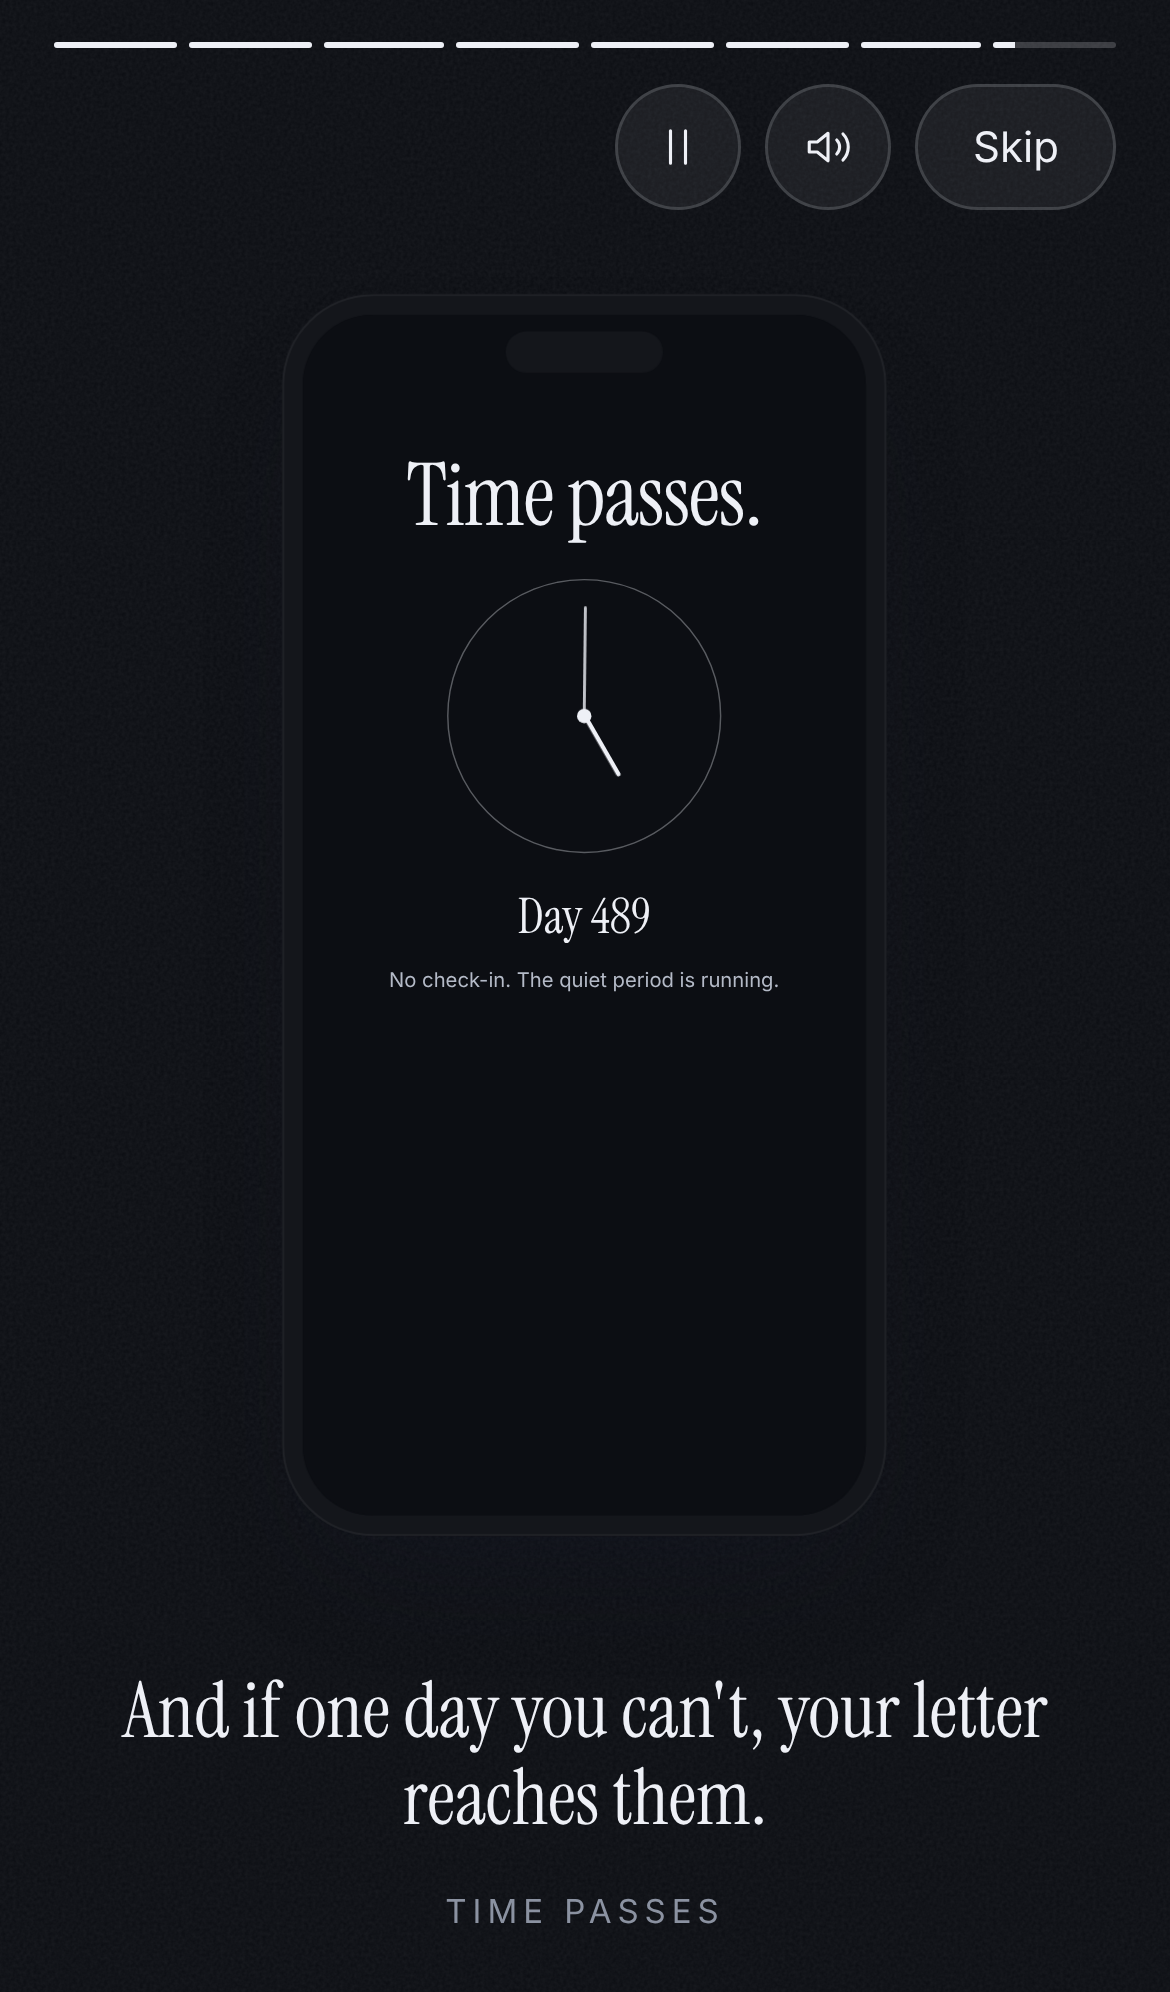 Skip
Time passes.
Day 489
No check-in. The quiet period is running.
And if one day you can't, your letter
reaches them.
TIME PASSES